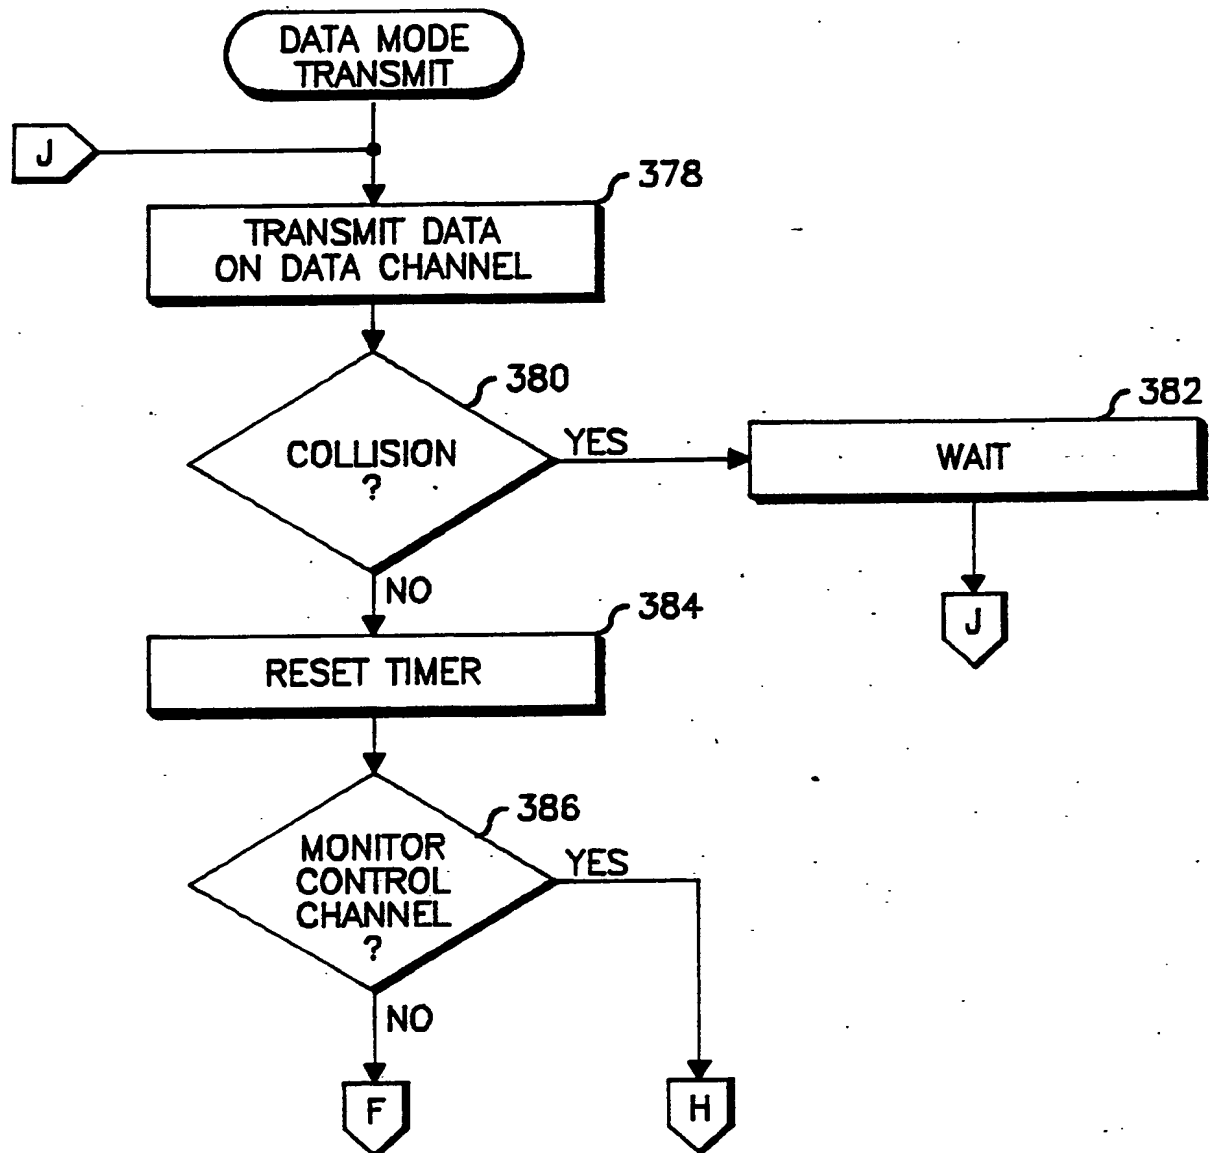 DATA MODE
TRANSMIT
J
378
TRANSMIT DATA
ON DATA CHANNEL
380
COLLISION
?
YES
382
WAIT
J
NO
384
RESET TIMER
386
MONITOR
CONTROL
CHANNEL
?
YES
NO
F
H